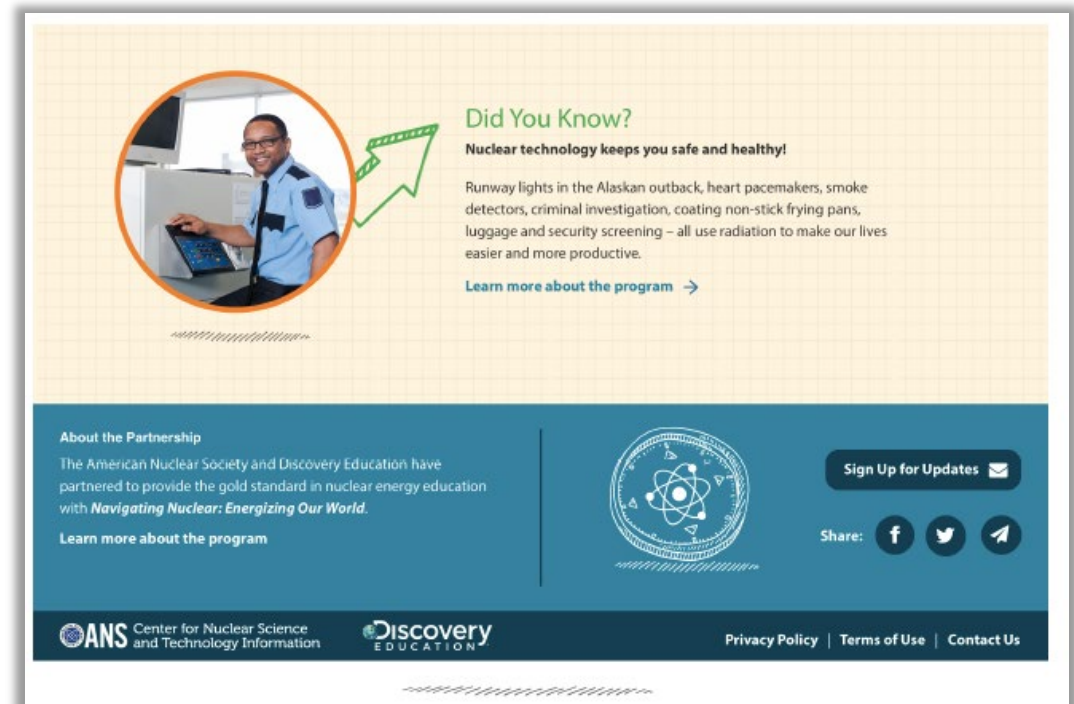 Did You Know?
Nuclear technology keeps you safe and healthy!
Runway lights in the Alaskan outback, heart pacemakers, smoke
detectors, criminal investigation, coating non-stick frying pans,
luggage and security screening – all use radiation to make our lives
easier and more productive.
Learn more about the program →
About the Partnership
The American Nuclear Society and Discovery Education have
partnered to provide the gold standard in nuclear energy education
with Navigating Nuclear: Energizing Our World.
Learn more about the program
Sign Up for Updates
Share:
ANS Center for Nuclear Science
and Technology Information
Discovery
EDUCATION
Privacy Policy | Terms of Use | Contact Us